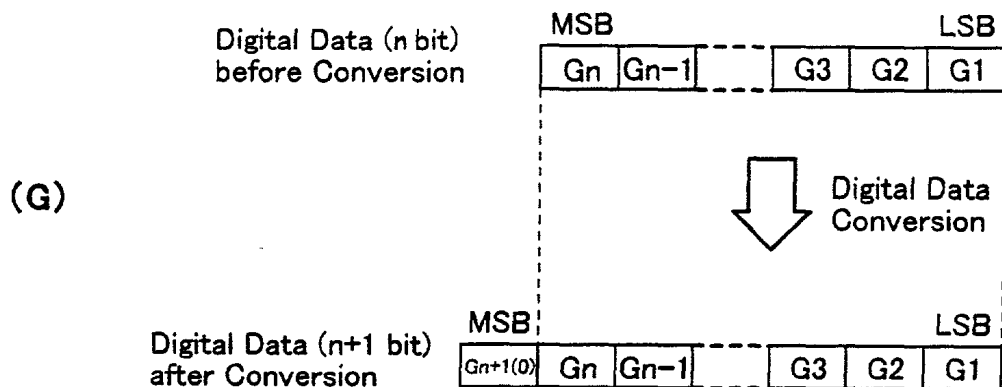 MSB LSB
Digital Data (n bit)
before Conversion
Gn Gn-1 G3 G2 G1
(G)
Digital Data
Conversion
MSB LSB
Digital Data (n+1 bit)
after Conversion
Gn+1(0) Gn Gn-1 G3 G2 G1